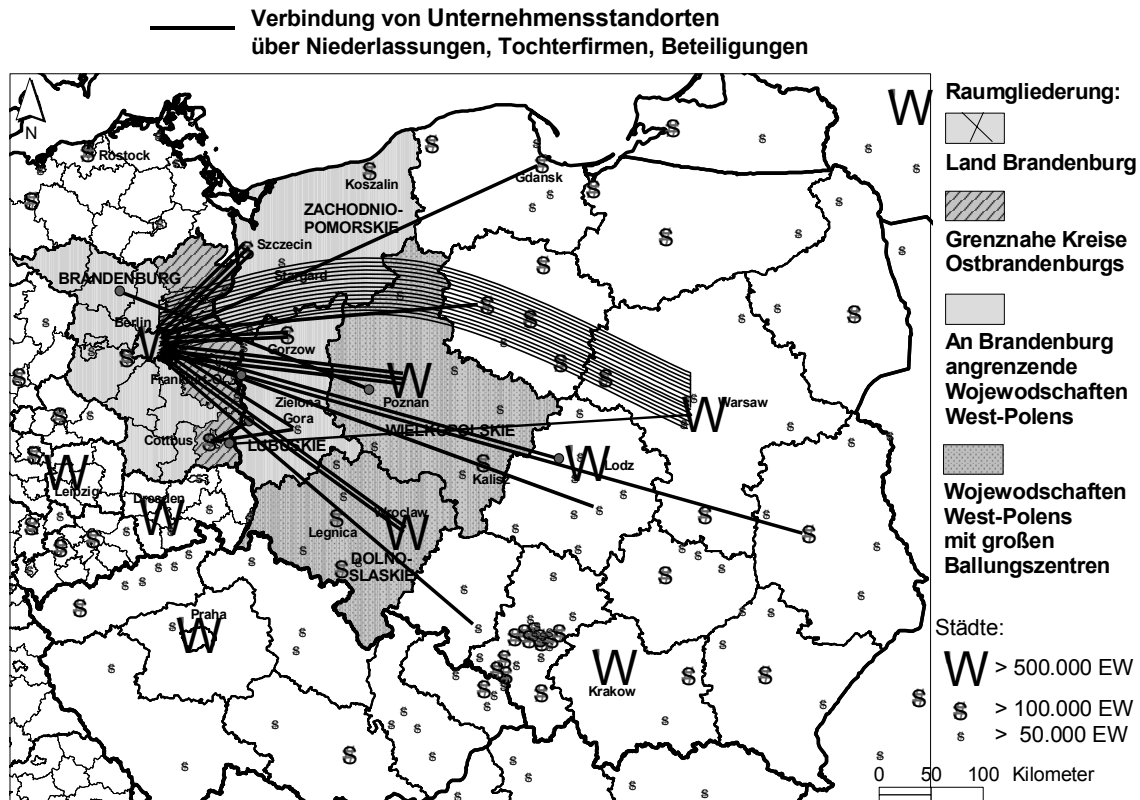 Verbindung von Unternehmensstandorten
über Niederlassungen, Tochterfirmen, Beteiligungen
N
Rostock
Koszalin
Gdansk
ZACHODNIO-
POMORSKIE
Szczecin
Stargard
BRANDENBURG
Berlin
Gorzow
Zielona
Gora
Poznan
Warsaw
WIELKOPOLSKIE
Cottbus
LUBUSKIE
Lodz
Kalisz
Leipzig
Dresden
Wroclaw
Legnica
DOLNO-
SLASKIE
Praha
Krakow
Raumgliederung:
Land Brandenburg
Grenznahe Kreise
Ostbrandenburgs
An Brandenburg
angrenzende
Wojewodschaften
West-Polens
Wojewodschaften
West-Polens
mit großen
Ballungszentren
Städte:
W > 500.000 EW
S > 100.000 EW
s > 50.000 EW
0 50 100 Kilometer